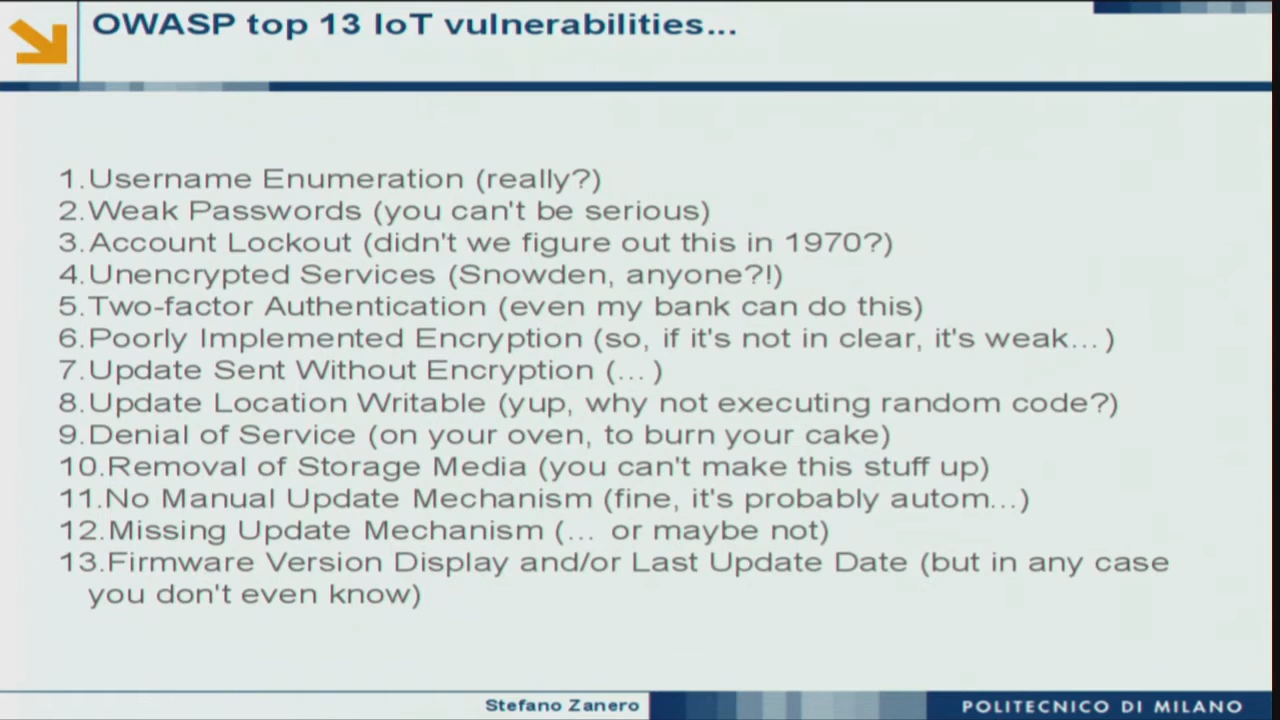 OWASP top 13 IoT vulnerabilities...
1.Username Enumeration (really?)
2.Weak Passwords (you can't be serious)
3.Account Lockout (didn't we figure out this in 1970?)
4.Unencrypted Services (Snowden, anyone?!)
5.Two-factor Authentication (even my bank can do this)
6.Poorly Implemented Encryption (so, if it's not in clear, it's weak... )
7.Update Sent Without Encryption (... )
8.Update Location Writable (yup, why not executing random code?)
9.Denial of Service (on your oven, to burn your cake)
10.Removal of Storage Media (you can't make this stuff up)
11.No Manual Update Mechanism (fine, it's probably autom...)
12.Missing Update Mechanism (... or maybe not)
13.Firmware Version Display and/or Last Update Date (but in any case
you don't even know)
Stefano Zanero
POLITECNICO DI MILANO